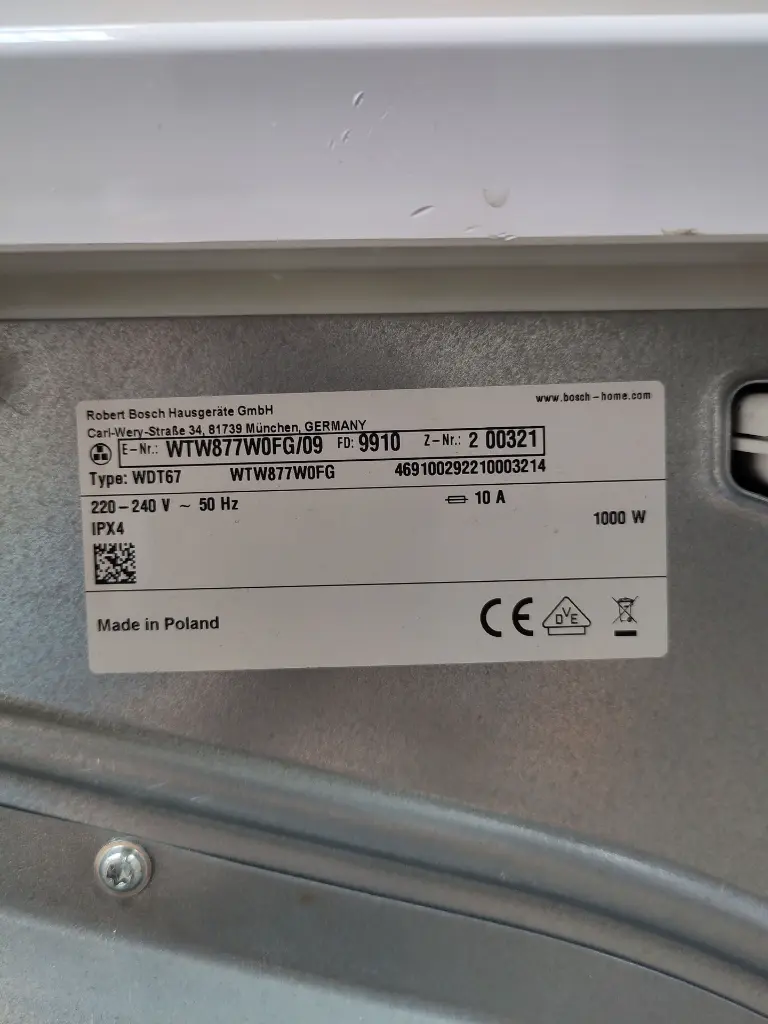 www.bosch-home.com
Robert Bosch Hausgeräte GmbH
Carl-Wery-Straße 34, 81739 München, GERMANY
E-Nr.: WTW877W0FG/09 FD: 9910 Z-Nr.: 2 00321
Type: WDT67 WTW877W0FG 469100292210003214
220-240 V ~ 50 Hz 10 A
IPX4 1000 W
Made in Poland CE DVE